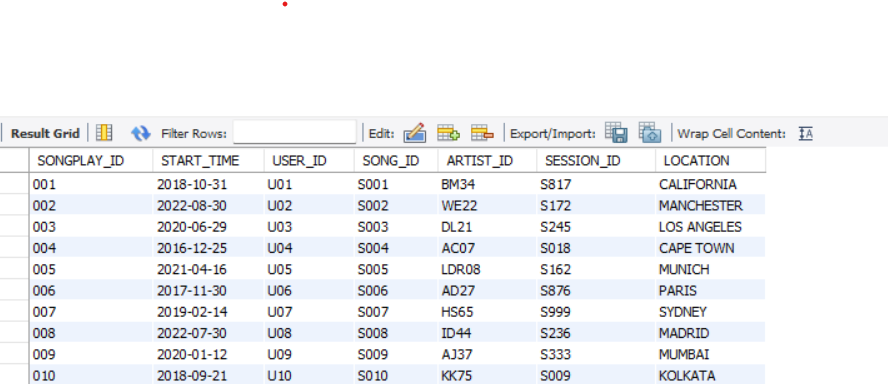 Result Grid Filter Rows: Edit: Export/Import: Wrap Cell Content:
SONGPLAY_ID START_TIME USER_ID SONG_ID ARTIST_ID SESSION_ID LOCATION
001 2018-10-31 U01 S001 BM34 S817 CALIFORNIA
002 2022-08-30 U02 S002 WE22 S172 MANCHESTER
003 2020-06-29 U03 S003 DL21 S245 LOS ANGELES
004 2016-12-25 U04 S004 AC07 S018 CAPE TOWN
005 2021-04-16 U05 S005 LDR08 S162 MUNICH
006 2017-11-30 U06 S006 AD27 S876 PARIS
007 2019-02-14 U07 S007 HS65 S999 SYDNEY
008 2022-07-30 U08 S008 ID44 S236 MADRID
009 2020-01-12 U09 S009 AJ37 S333 MUMBAI
010 2018-09-21 U10 S010 KK75 S009 KOLKATA